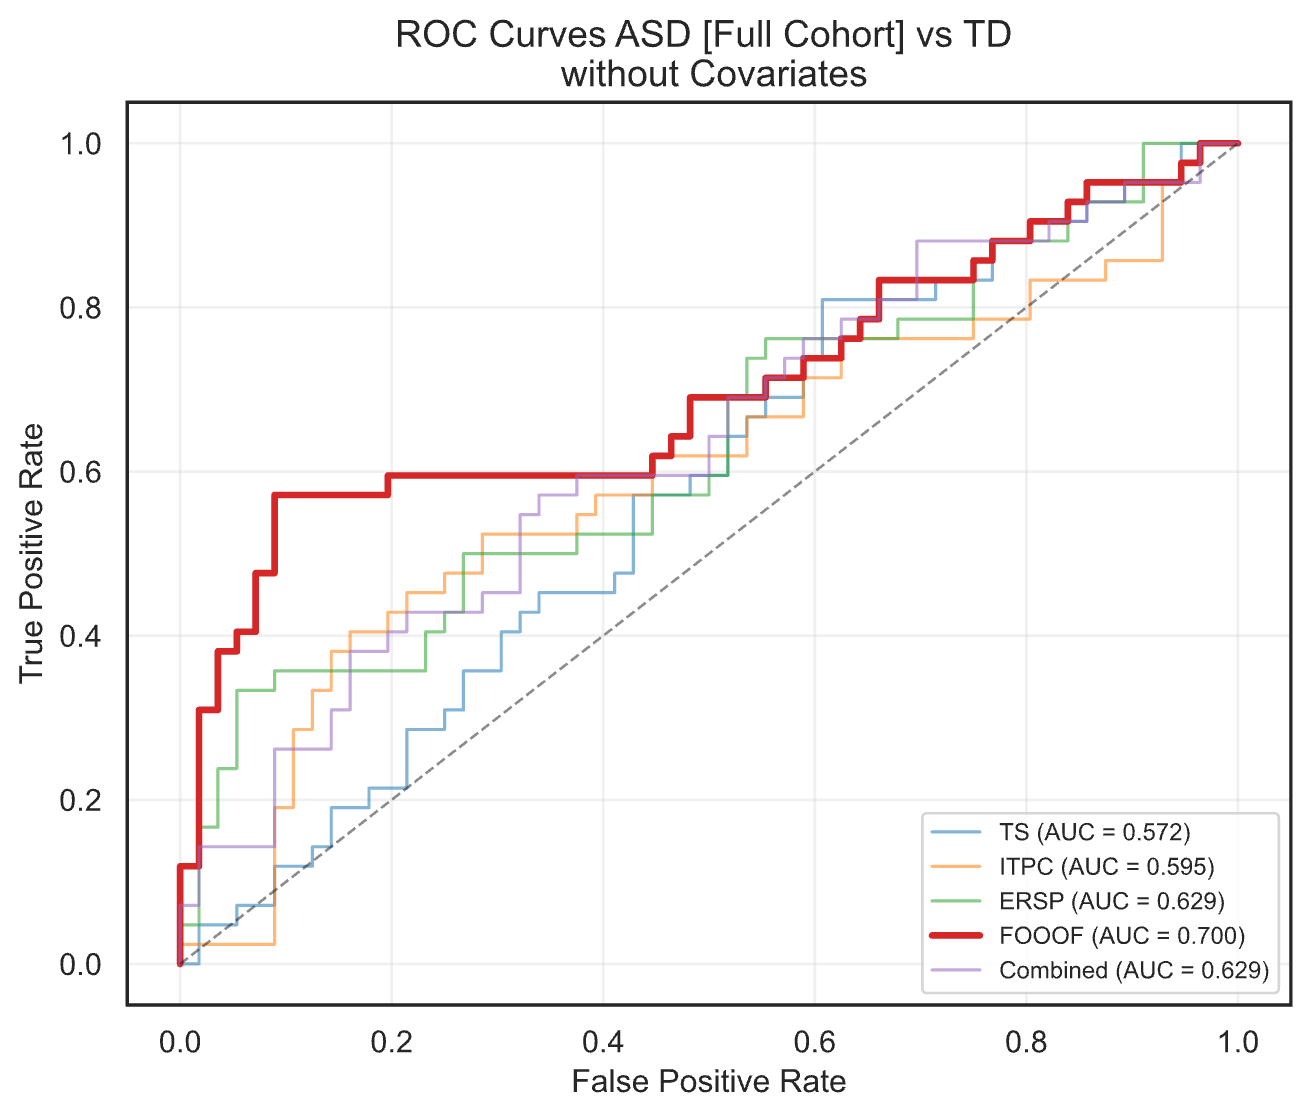 ROC Curves ASD [Full Cohort] vs TD
without Covariates
True Positive Rate
1.0
0.8
0.6
0.4
0.2
0.0
TS (AUC = 0.572)
ITPC (AUC = 0.595)
ERSP (AUC = 0.629)
FOOOF (AUC = 0.700)
Combined (AUC = 0.629)
0.0 0.2 0.4 0.6 0.8 1.0
False Positive Rate